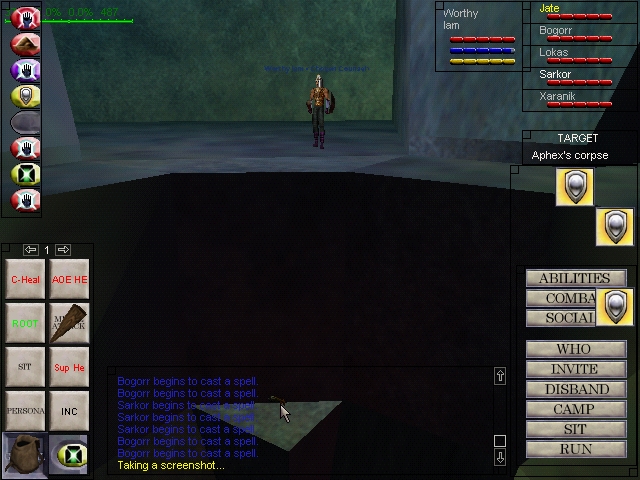 0% 0.0% 487
Worthy
Iam
Jate
Bogorr
Lokas
Sarkor
Xaranik
TARGET
Aphex's corpse
1
C-Heal
AOE HE
ROOT
SIT
Sup He
PERSONA
INC
ABILITIES
COMBA
SOCIAL
WHO
INVITE
DISBAND
CAMP
SIT
RUN
Bogorr begins to cast a spell.
Bogorr begins to cast a spell.
Sarkor begins to cast a spell.
Sarkor begins to cast a spell.
Sarkor begins to cast a spell.
Bogorr begins to cast a spell.
Bogorr begins to cast a spell.
Taking a screenshot...